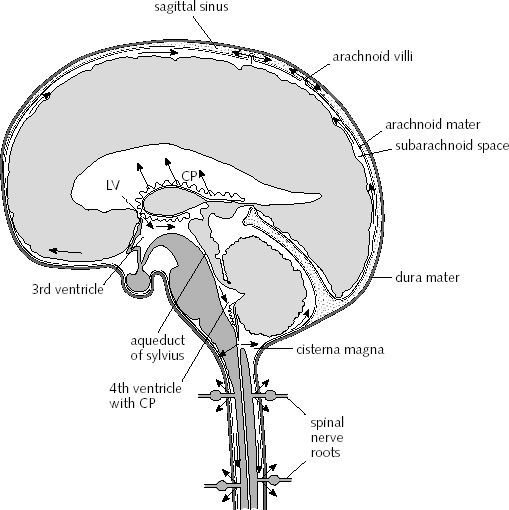 sagittal sinus
arachnoid villi
arachnoid mater
subarachnoid space
CP
LV
dura mater
3rd ventricle
aqueduct
of sylvius
cisterna magna
4th ventricle
with CP
spinal
nerve
roots